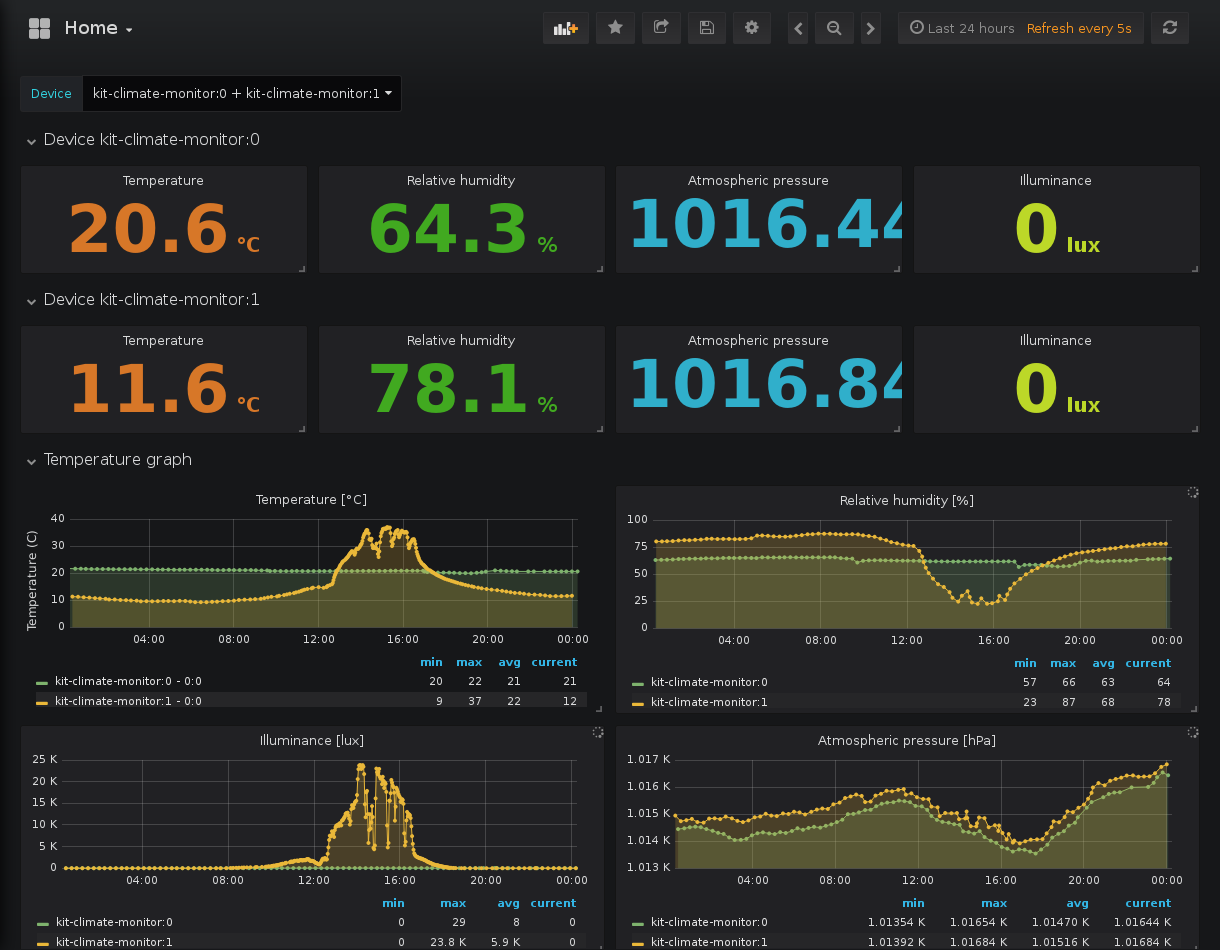 Home
Last 24 hours Refresh every 5s
Device kit-climate-monitor:0 + kit-climate-monitor:1
Device kit-climate-monitor:0
Temperature Relative humidity Atmospheric pressure Illuminance
20.6 °C 64.3 % 1016.44 0 lux
Device kit-climate-monitor:1
Temperature Relative humidity Atmospheric pressure Illuminance
11.6 °C 78.1 % 1016.84 0 lux
Temperature graph
Temperature [°C]
Temperature (C)
40
30
20
10
0
04:00 08:00 12:00 16:00 20:00 00:00
min max avg current
kit-climate-monitor:0 - 0:0 20 22 21 21
kit-climate-monitor:1 - 0:0 9 37 22 12
Relative humidity [%]
100
75
50
25
0
04:00 08:00 12:00 16:00 20:00 00:00
min max avg current
kit-climate-monitor:0 57 66 63 64
kit-climate-monitor:1 23 87 68 78
Illuminance [lux]
25 K
20 K
15 K
10 K
5 K
0
04:00 08:00 12:00 16:00 20:00 00:00
min max avg current
kit-climate-monitor:0 0 29 8 0
kit-climate-monitor:1 0 23.8 K 5.9 K 0
Atmospheric pressure [hPa]
1.017 K
1.016 K
1.015 K
1.014 K
1.013 K
04:00 08:00 12:00 16:00 20:00 00:00
min max avg current
kit-climate-monitor:0 1.01354 K 1.01654 K 1.01470 K 1.01644 K
kit-climate-monitor:1 1.01392 K 1.01684 K 1.01516 K 1.01684 K